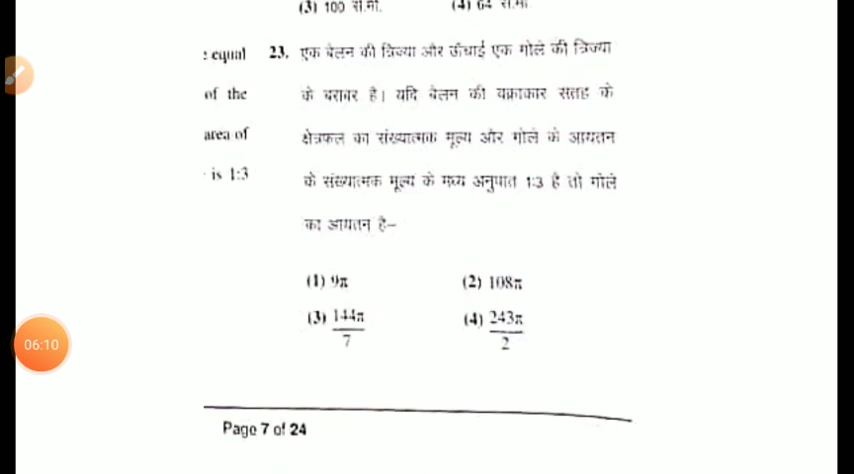 (3) 100 से.मी. (4) 64 से.मी.
: equal
of the
area of
is 1:3
23. एक बेलन की त्रिज्या और ऊँचाई एक गोले की त्रिज्या
के बराबर है। यदि बेलन की वक्राकार सतह के
क्षेत्रफल का संख्यात्मक मूल्य और गोले के आयतन
के संख्यात्मक मूल्य के मध्य अनुपात 1:3 है तो गोले
का आयतन है–
(1) 9π (2) 108π
(3) 144π/7 (4) 243π/2
06:10
Page 7 of 24